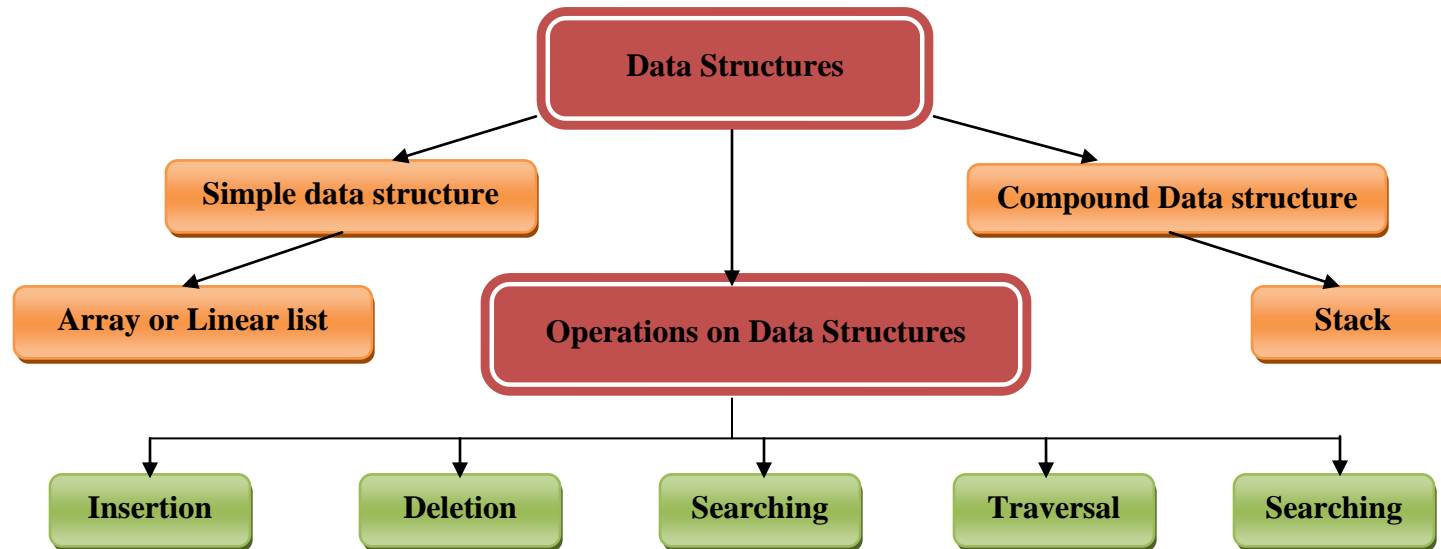 Data Structures
Simple data structure
Compound Data structure
Array or Linear list
Operations on Data Structures
Stack
Insertion
Deletion
Searching
Traversal
Searching